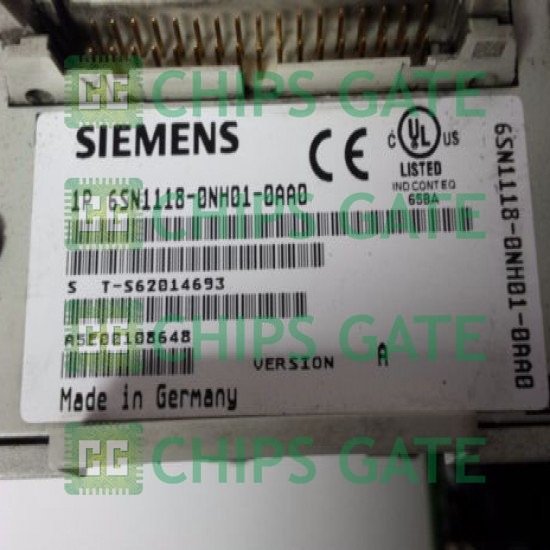 CHIPS GATE
SIEMENS
CE
c UL US
LISTED
IND CONT EQ
65BA
1P 6SN1118-0NH01-0AA0
CHIPS GATE
S T-S62014693
A5E00108648
VERSION A
CHIPS GATE
Made in Germany
CHIPS GATE
6SN1118-0NH01-0AA0